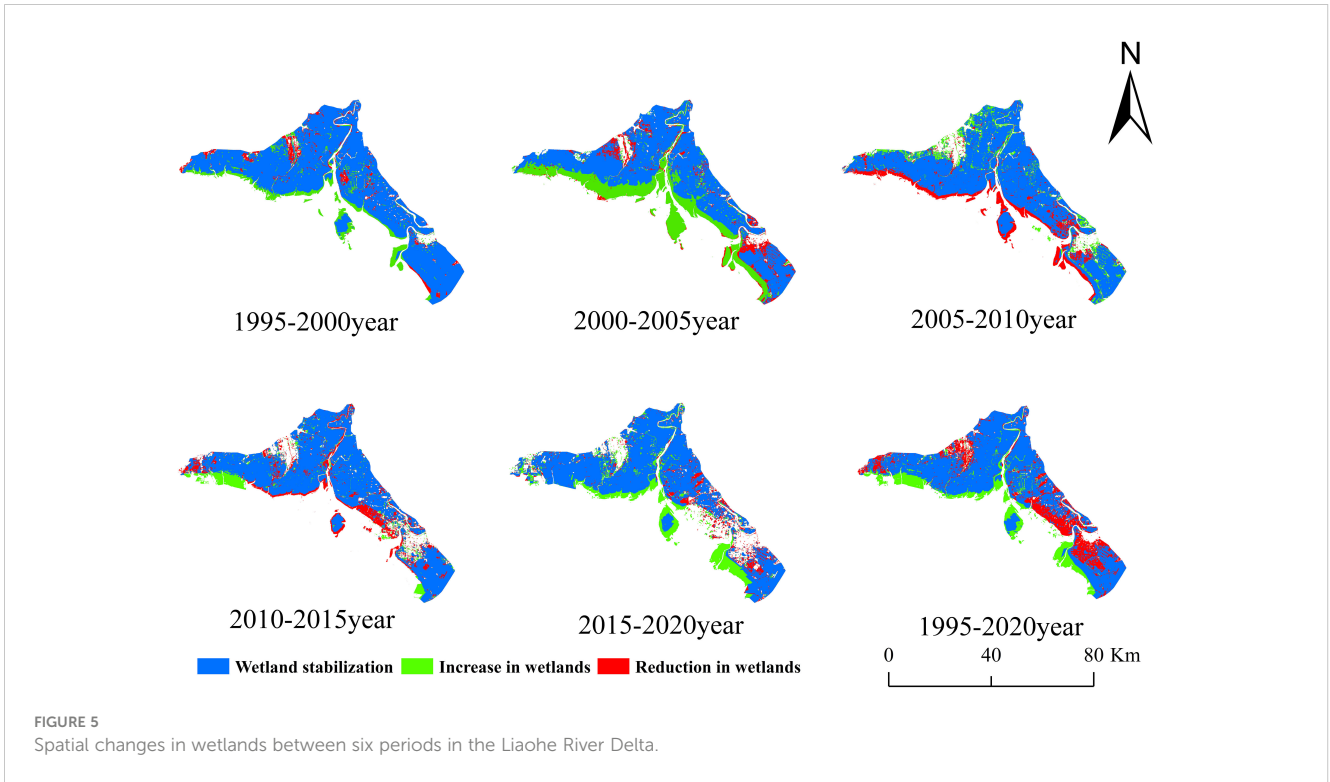 N
1995-2000year
2000-2005year
2005-2010year
2010-2015year
2015-2020year
1995-2020year
Wetland stabilization Increase in wetlands Reduction in wetlands
0 40 80 Km
FIGURE 5
Spatial changes in wetlands between six periods in the Liaohe River Delta.